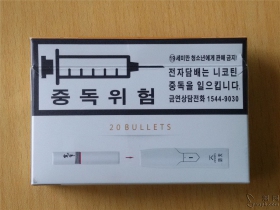 19세미만 청소년에게 판매 금지!
전자담배는 니코틴
중독을 일으킵니다.
금연상담전화 1544-9030
중독위험
20 BULLETS